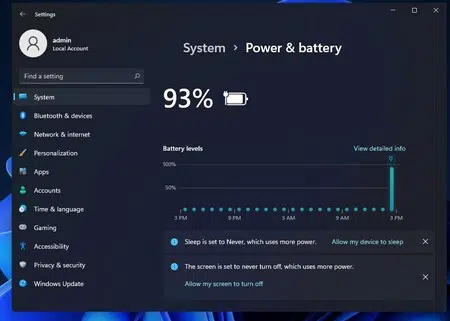 Settings
admin
Local Account
Find a setting
System
Bluetooth & devices
Network & internet
Personalization
Apps
Accounts
Time & language
Gaming
Accessibility
Privacy & security
Windows Update
System > Power & battery
93%
Battery levels
View detailed info
100%
50%
3 PM 9 PM 3 AM 9 AM 3 PM
Sleep is set to Never, which uses more power. Allow my device to sleep
The screen is set to never turn off, which uses more power.
Allow my screen to turn off